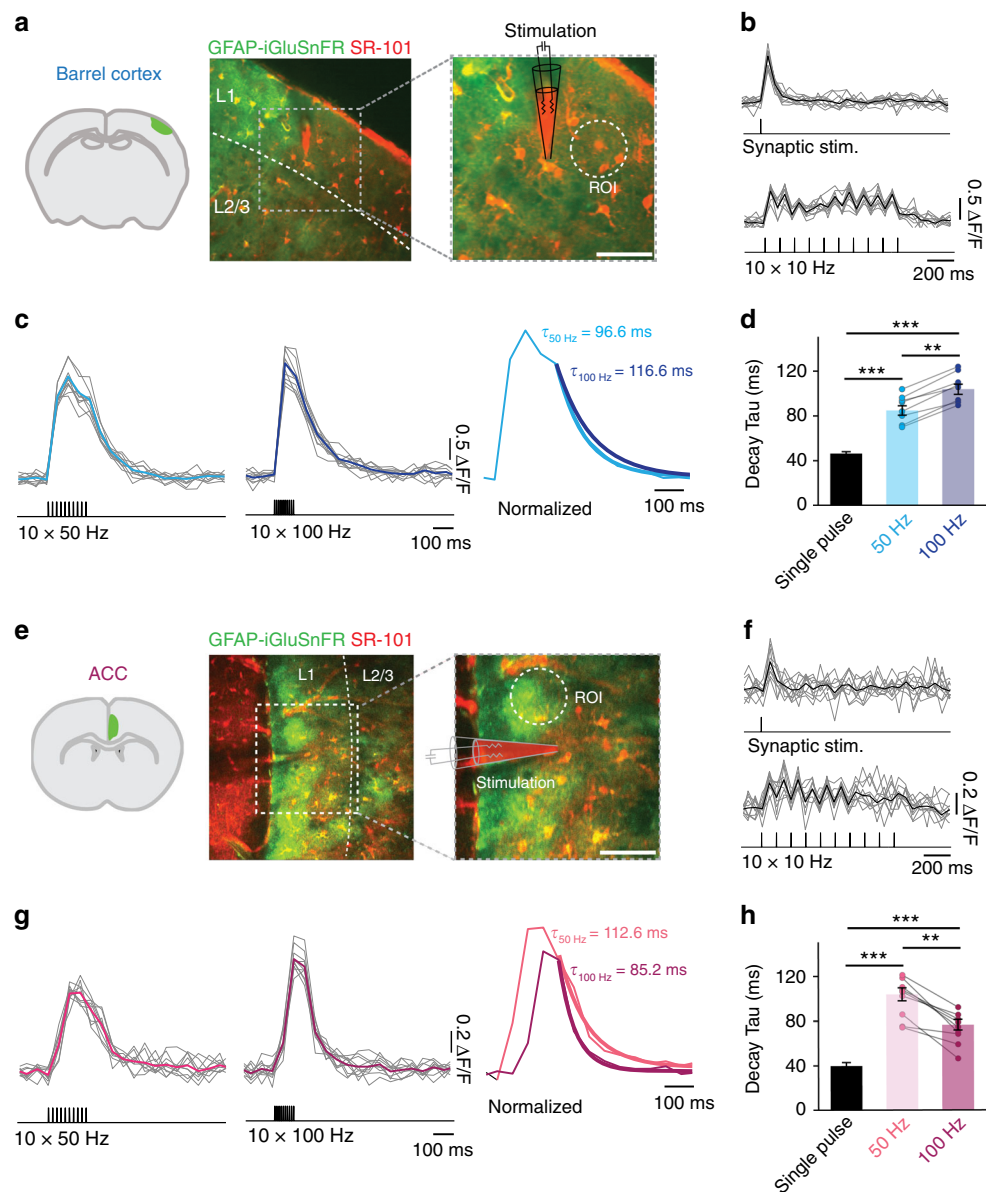 a
Barrel cortex
GFAP-iGluSnFR SR-101
L1
L2/3
Stimulation
ROI
b
Synaptic stim.
0.5 ΔF/F
10 × 10 Hz
200 ms
c
10 × 50 Hz
10 × 100 Hz
0.5 ΔF/F
100 ms
τ50 Hz = 96.6 ms
τ100 Hz = 116.6 ms
Normalized
100 ms
d
***
***
**
Decay Tau (ms)
120
80
40
0
Single pulse
50 Hz
100 Hz
e
ACC
GFAP-iGluSnFR SR-101
L1
L2/3
ROI
Stimulation
f
Synaptic stim.
0.2 ΔF/F
10 × 10 Hz
200 ms
g
10 × 50 Hz
10 × 100 Hz
0.2 ΔF/F
100 ms
τ50 Hz = 112.6 ms
τ100 Hz = 85.2 ms
Normalized
100 ms
h
***
***
**
Decay Tau (ms)
120
80
40
0
Single pulse
50 Hz
100 Hz